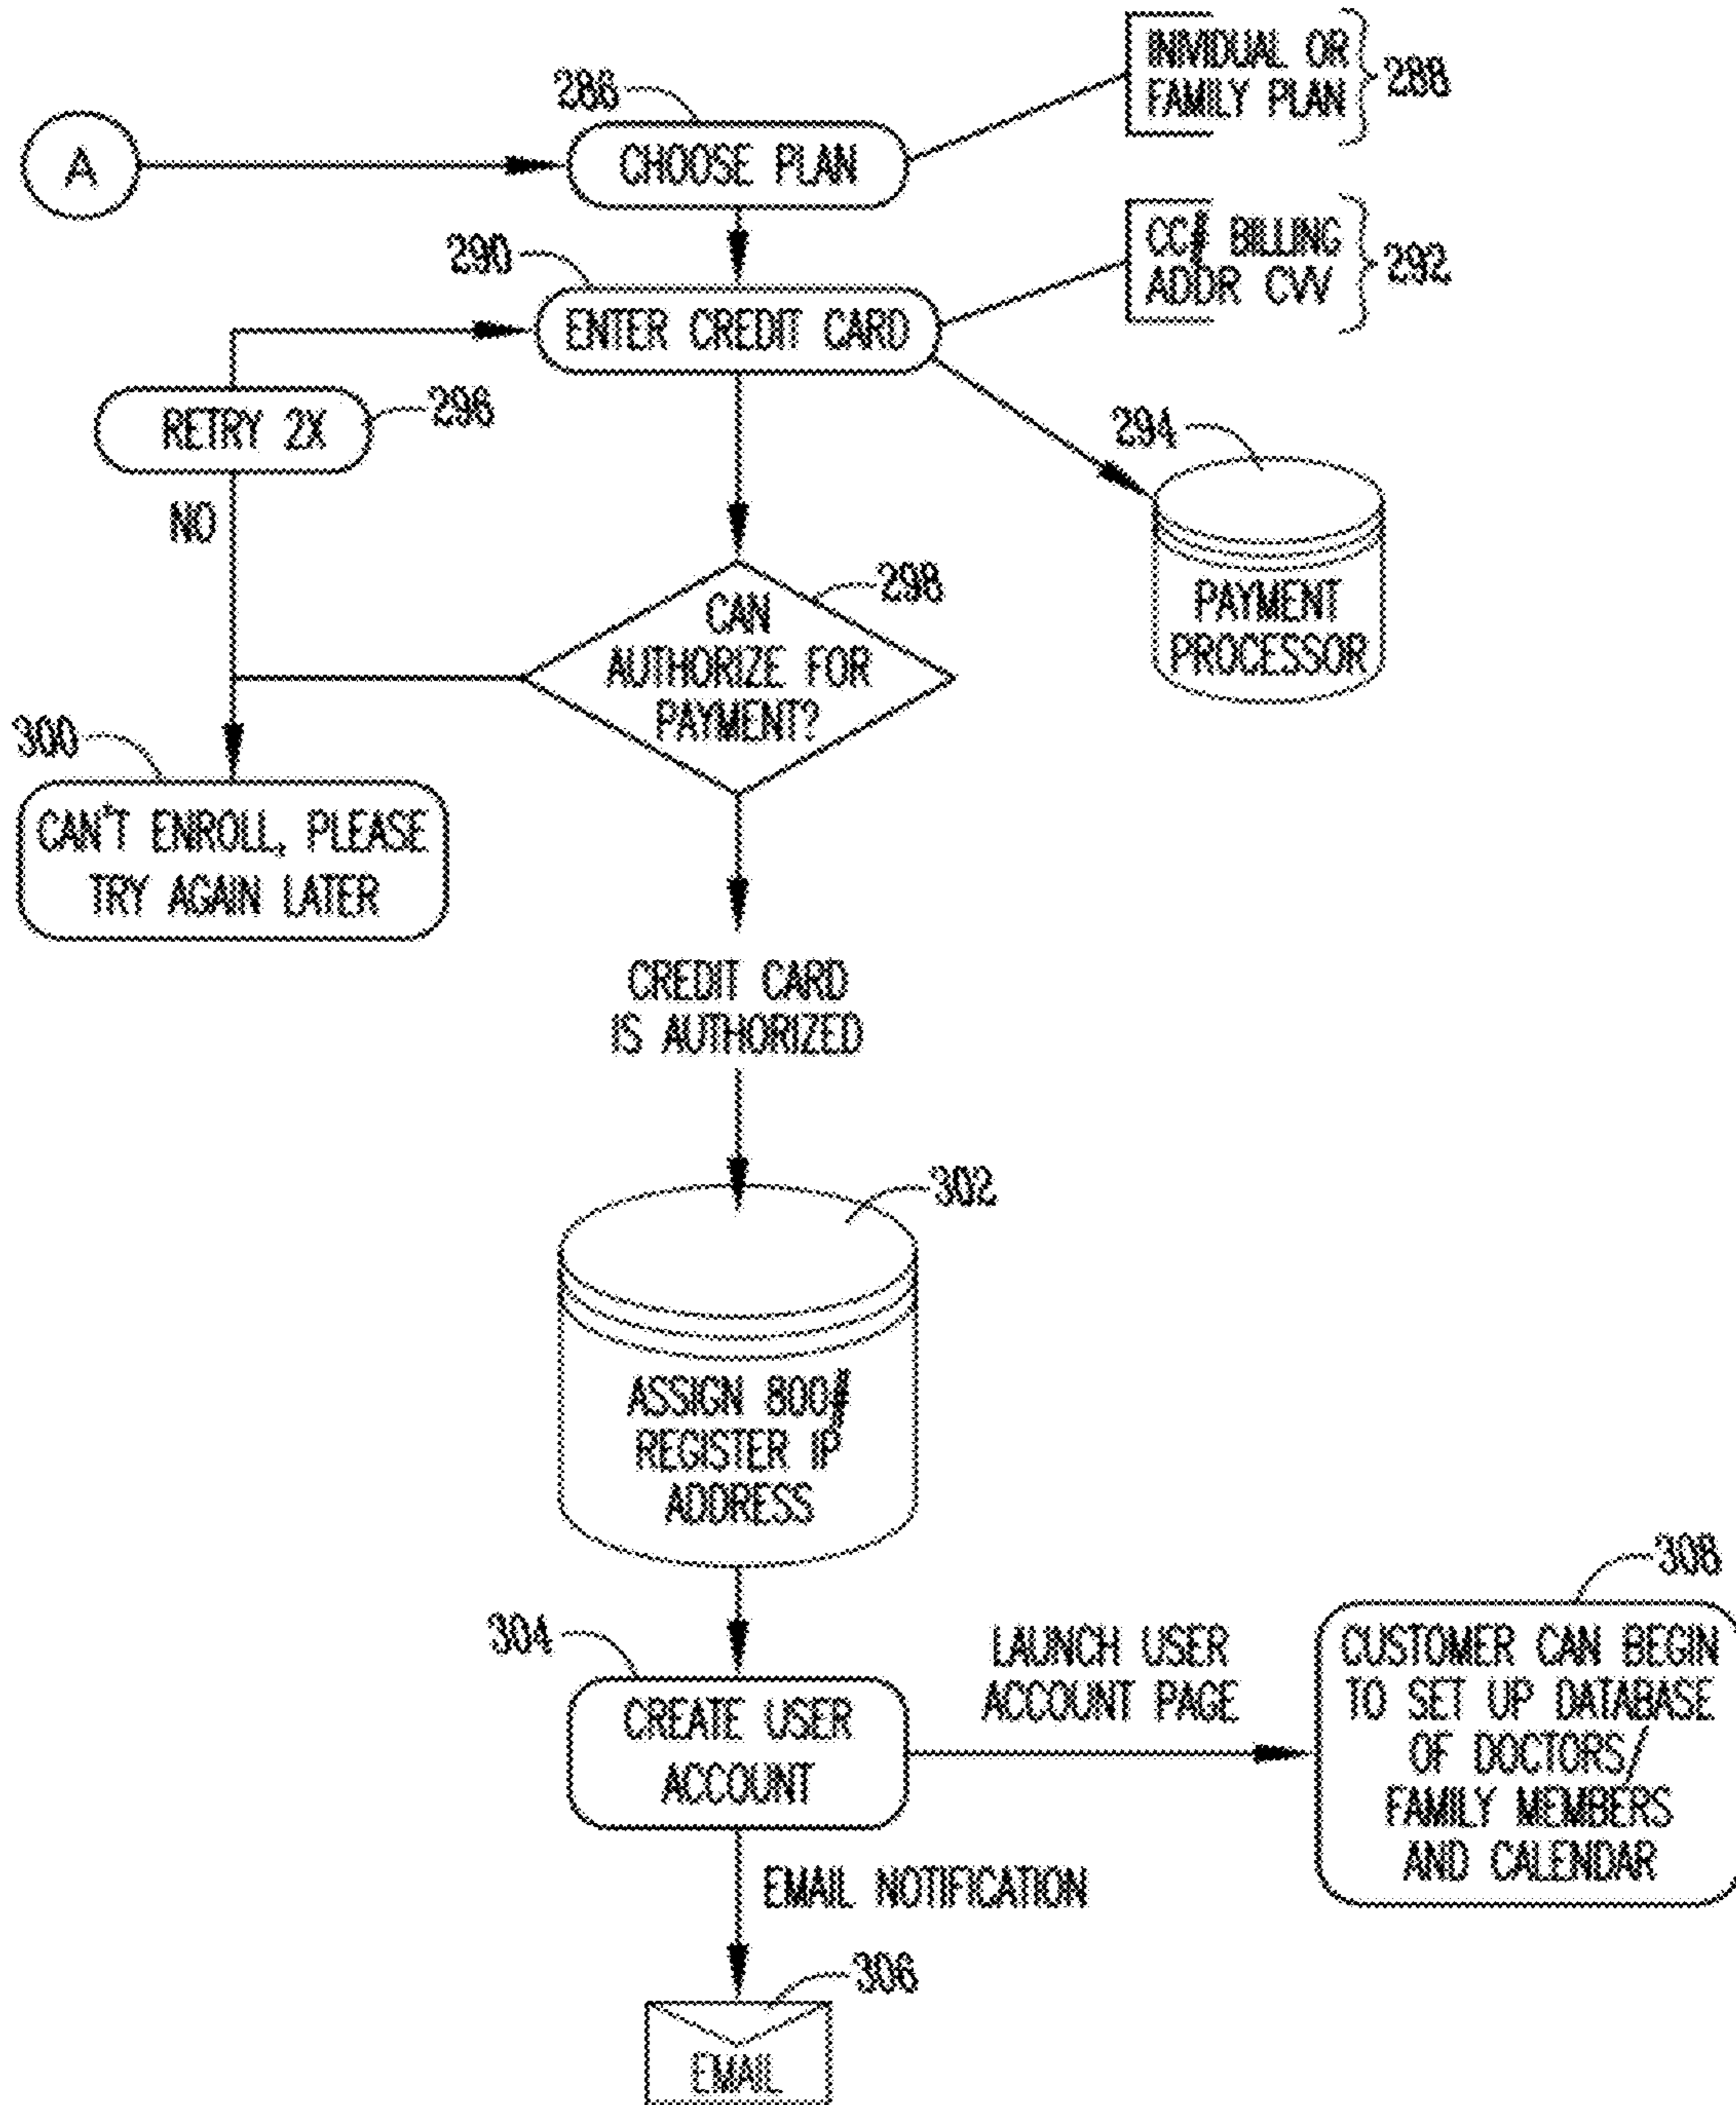 INIVIDUAL OR
FAMILY PLAN
288
286
A
CHOOSE PLAN
CC# BILLING
ADDR CVV
292
290
ENTER CREDIT CARD
RETRY 2X
296
294
NO
PAYMENT
PROCESSOR
298
CAN
AUTHORIZE FOR
PAYMENT?
300
CAN'T ENROLL, PLEASE
TRY AGAIN LATER
CREDIT CARD
IS AUTHORIZED
302
ASSIGN 800#
REGISTER IP
ADDRESS
304
CREATE USER
ACCOUNT
LAUNCH USER
ACCOUNT PAGE
308
CUSTOMER CAN BEGIN
TO SET UP DATABASE
OF DOCTORS/
FAMILY MEMBERS
AND CALENDAR
EMAIL NOTIFICATION
306
EMAIL